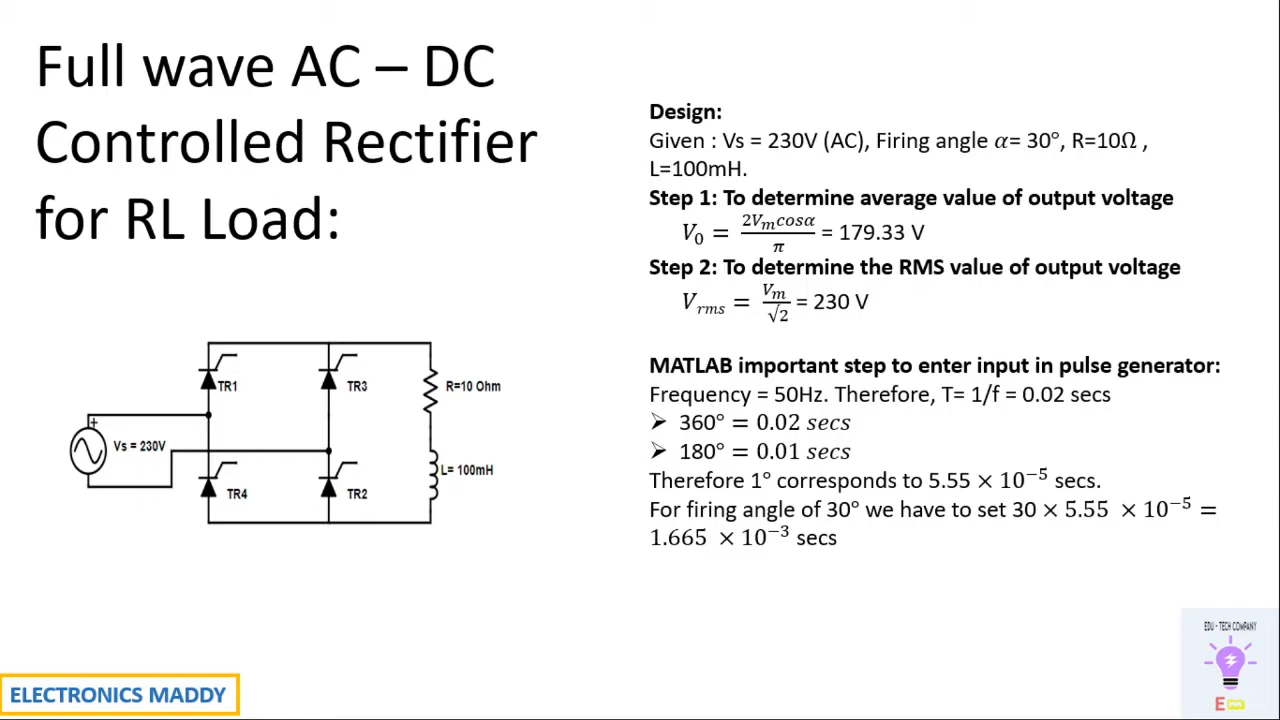 Full wave AC – DC
Controlled Rectifier
for RL Load:
Design:
Given : Vs = 230V (AC), Firing angle 𝛼= 30°, R=10Ω ,
L=100mH.
Step 1: To determine average value of output voltage
V₀ = 2Vₘcosα/π = 179.33 V
Step 2: To determine the RMS value of output voltage
Vᵣₘₛ = Vₘ/√2 = 230 V
MATLAB important step to enter input in pulse generator:
Frequency = 50Hz. Therefore, T= 1/f = 0.02 secs
➢ 360° = 0.02 secs
➢ 180° = 0.01 secs
Therefore 1° corresponds to 5.55 × 10⁻⁵ secs.
For firing angle of 30° we have to set 30 × 5.55 × 10⁻⁵ =
1.665 × 10⁻³ secs
TR1
TR3
R=10 Ohm
+
Vs = 230V
L= 100mH
TR4
TR2
EDU - TECH COMPANY
Em
ELECTRONICS MADDY